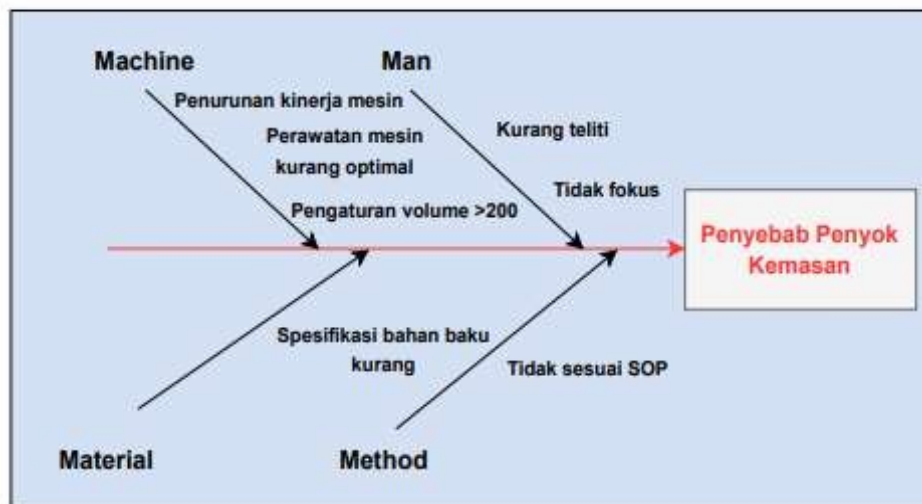 Machine
Man
Penurunan kinerja mesin
Perawatan mesin
kurang optimal
Pengaturan volume >200
Kurang teliti
Tidak fokus
Penyebab Penyok
Kemasan
Spesifikasi bahan baku
kurang
Tidak sesuai SOP
Material
Method